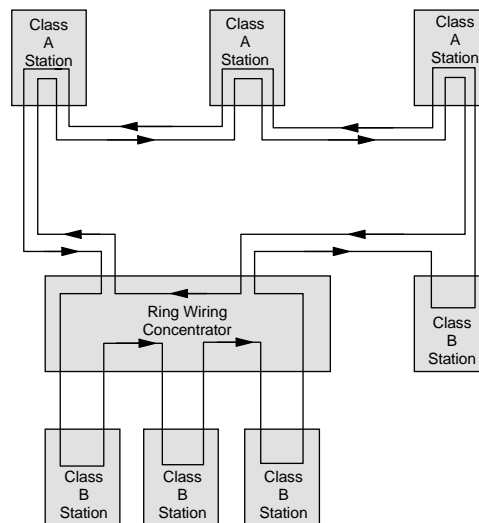 Class
A
Station
Class
A
Station
Class
A
Station
Ring Wiring
Concentrator
Class
B
Station
Class
B
Station
Class
B
Station
Class
B
Station